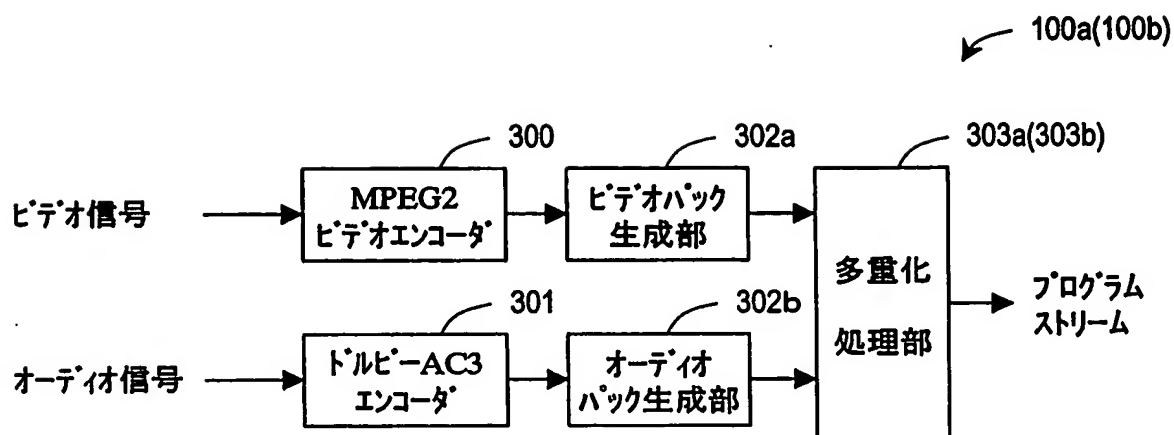 100a(100b)
300
302a
303a(303b)
ビデオ信号
MPEG2
ビデオエンコーダ
ビデオパック
生成部
多重化
処理部
プログラム
ストリーム
301
302b
オーディオ信号
ドルビーAC3
エンコーダ
オーディオ
パック生成部